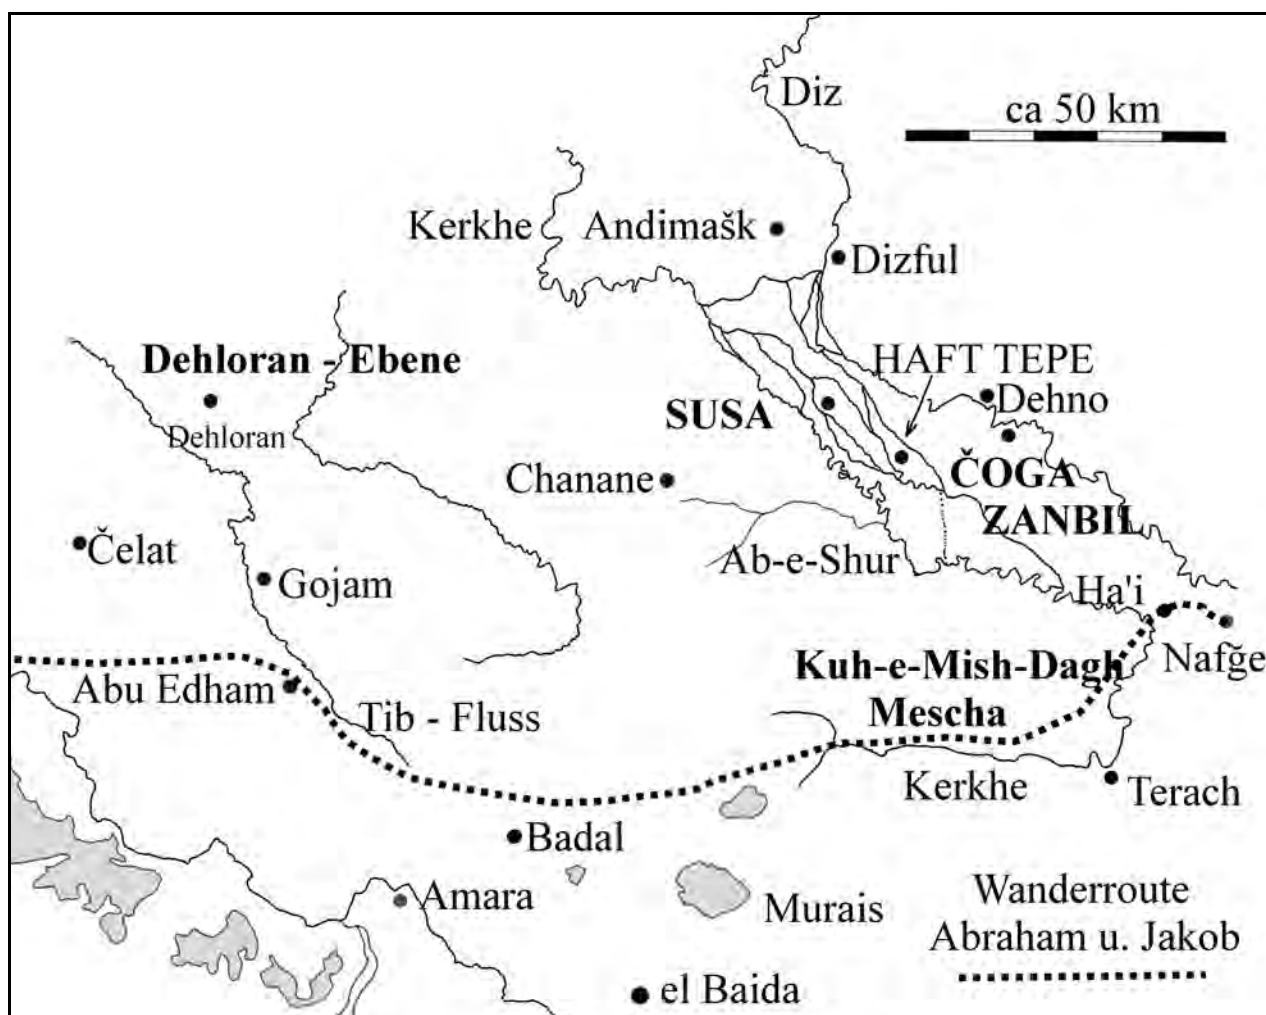 Diz
ca 50 km
Kerkhe
Andimašk
Dizful
Dehloran - Ebene
HAFT TEPE
Dehno
SUSA
Dehloran
Chanane
ČOGA
ZANBIL
Čelat
Ab-e-Shur
Gojam
Ha'i
Kuh-e-Mish-Dagh
Nafğe
Abu Edham
Mescha
Tib - Fluss
Kerkhe
Terach
Badal
Amara
Murais
Wanderroute
Abraham u. Jakob
el Baida